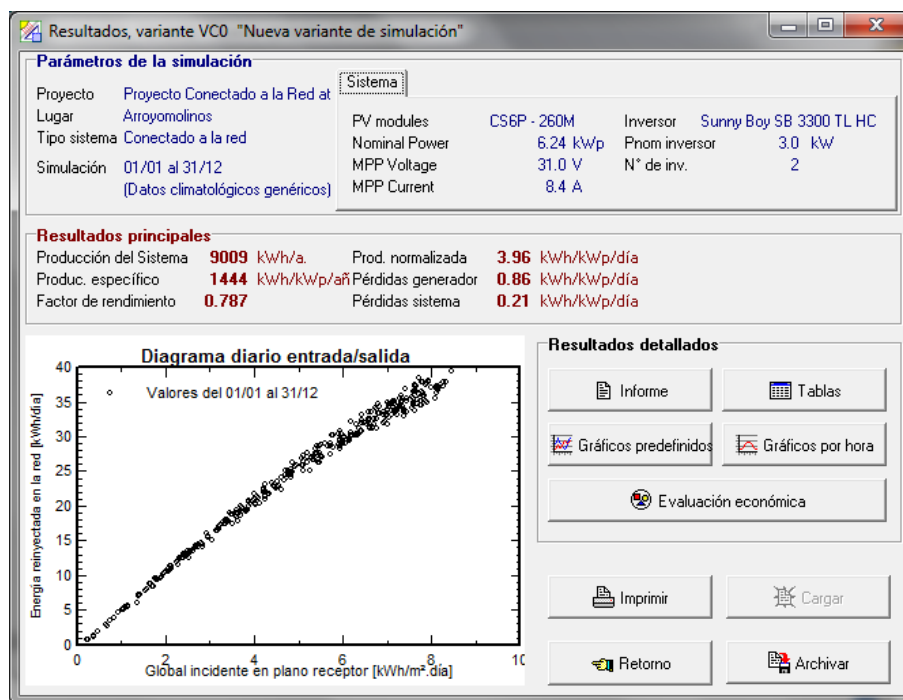 Resultados, variante VC0 "Nueva variante de simulación"
Parámetros de la simulación
Proyecto Proyecto Conectado a la Red at
Lugar Arroyomolinos
Tipo sistema Conectado a la red
Simulación 01/01 al 31/12
(Datos climatológicos genéricos)
Sistema
PV modules CS6P - 260M Inversor Sunny Boy SB 3300 TL HC
Nominal Power 6.24 kWp Pnom inversor 3.0 kW
MPP Voltage 31.0 V N° de inv. 2
MPP Current 8.4 A
Resultados principales
Producción del Sistema 9009 kWh/a. Prod. normalizada 3.96 kWh/kWp/día
Produc. específico 1444 kWh/kWp/añ Pérdidas generador 0.86 kWh/kWp/día
Factor de rendimiento 0.787 Pérdidas sistema 0.21 kWh/kWp/día
Diagrama diario entrada/salida
Valores del 01/01 al 31/12
Energía reinyectada en la red [kWh/día]
40
35
30
25
20
15
10
5
0
0 2 4 6 8 10
Global incidente en plano receptor [kWh/m².día]
Resultados detallados
Informe Tablas
Gráficos predefinidos Gráficos por hora
Evaluación económica
Imprimir Cargar
Retorno Archivar